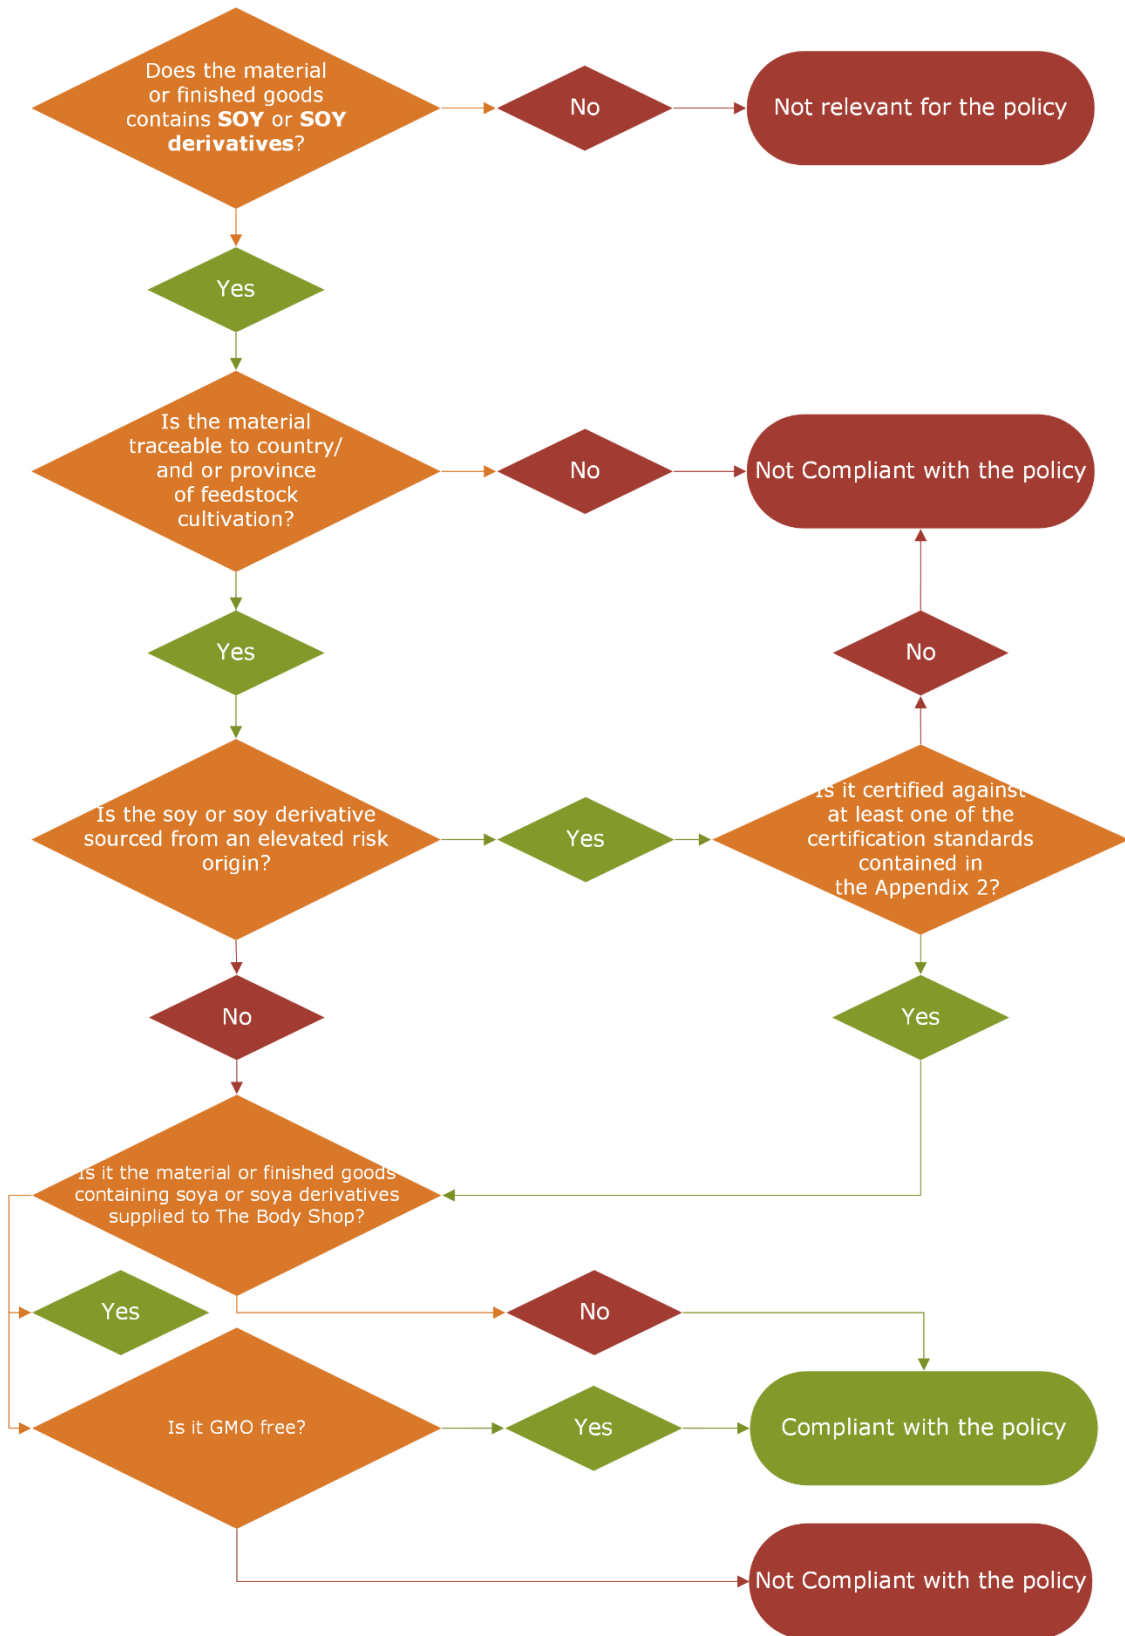 Does the material
or finished goods
contains SOY or SOY
derivatives?
No
Not relevant for the policy
Yes
Is the material
traceable to country/
and or province
of feedstock
cultivation?
No
Not Compliant with the policy
Yes
No
Is the soy or soy derivative
sourced from an elevated risk
origin?
Yes
Is it certified against
at least one of the
certification standards
contained in
the Appendix 2?
No
Yes
Is it the material or finished goods
containing soya or soya derivatives
supplied to The Body Shop?
Yes
No
Is it GMO free?
Yes
Compliant with the policy
Not Compliant with the policy